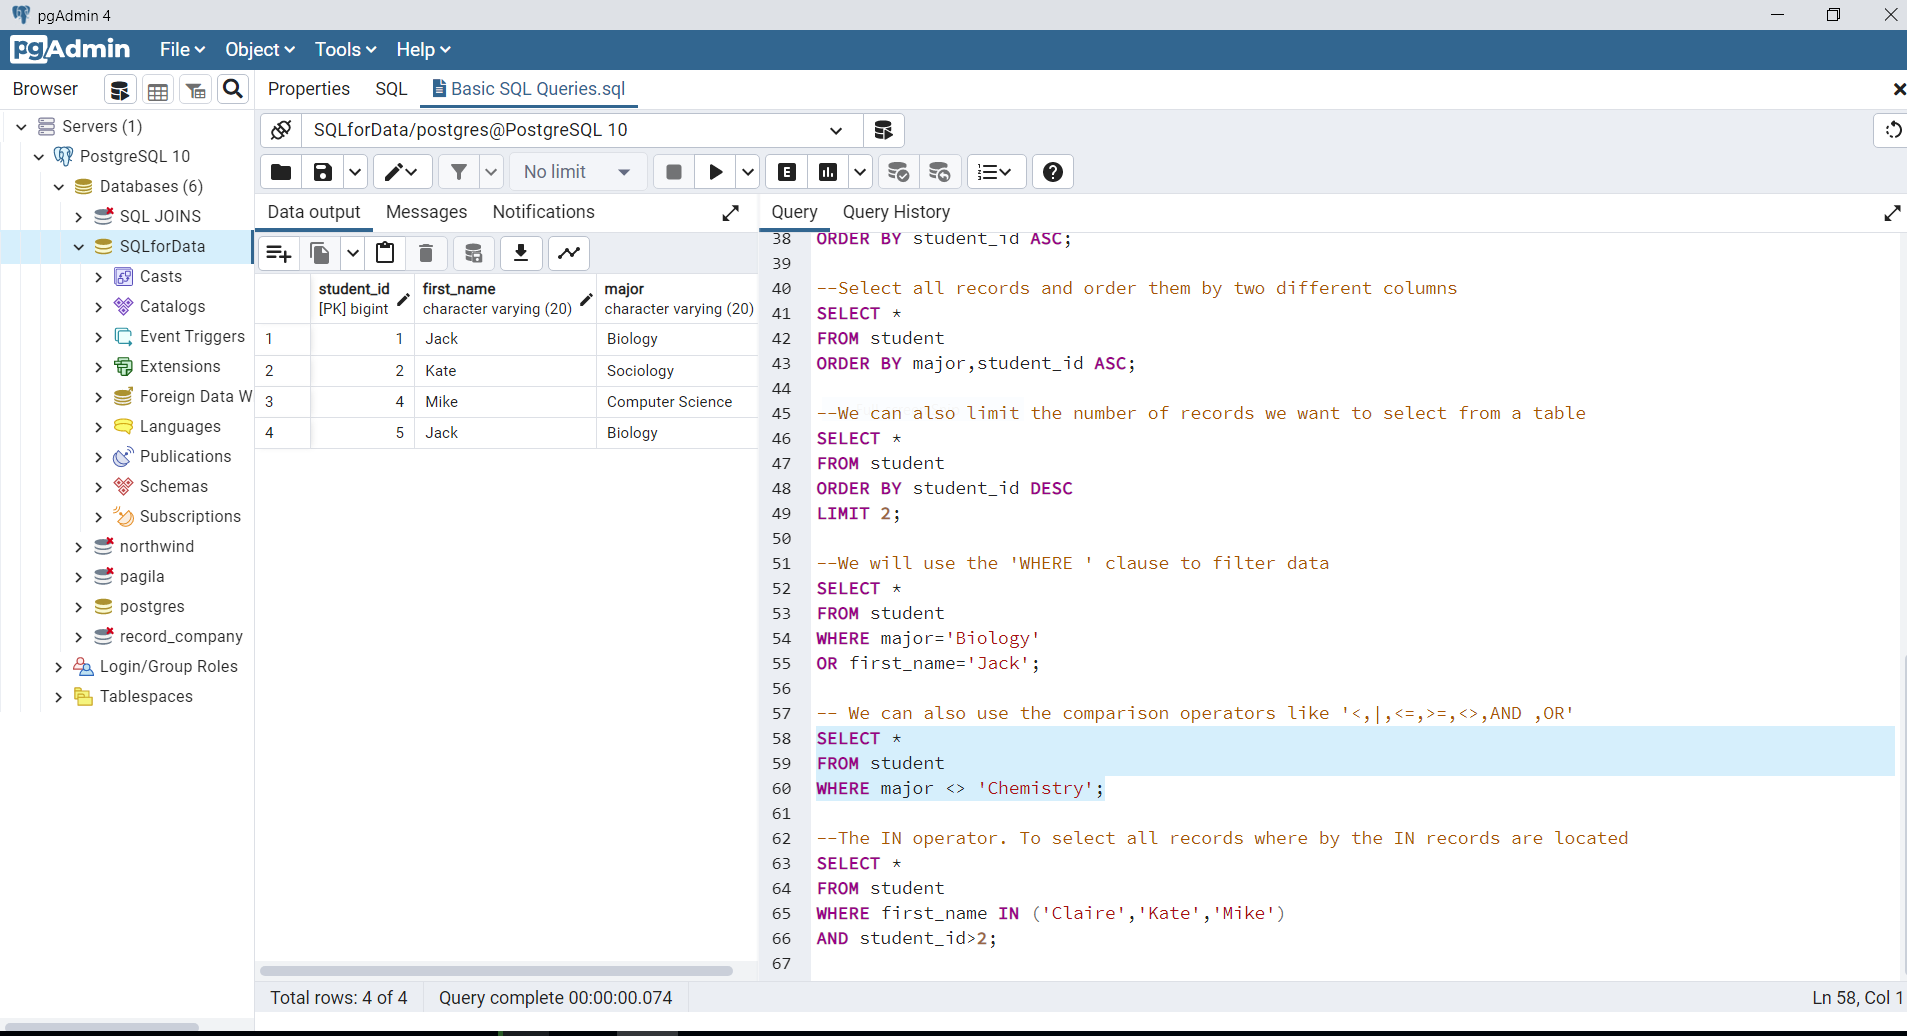 pgAdmin 4
pgAdmin File Object Tools Help
Browser
Properties SQL Basic SQL Queries.sql
Servers (1)
PostgreSQL 10
Databases (6)
SQL JOINS
SQLforData
Casts
Catalogs
Event Triggers
Extensions
Foreign Data W
Languages
Publications
Schemas
Subscriptions
northwind
pagila
postgres
record_company
Login/Group Roles
Tablespaces
SQLforData/postgres@PostgreSQL 10
No limit
E
Data output Messages Notifications
student_id first_name major
[PK] bigint character varying (20) character varying (20)
1 1 Jack Biology
2 2 Kate Sociology
3 4 Mike Computer Science
4 5 Jack Biology
Query Query History
38 ORDER BY student_id ASC;
39
40 --Select all records and order them by two different columns
41 SELECT *
42 FROM student
43 ORDER BY major,student_id ASC;
44
45 --We can also limit the number of records we want to select from a table
46 SELECT *
47 FROM student
48 ORDER BY student_id DESC
49 LIMIT 2;
50
51 --We will use the 'WHERE ' clause to filter data
52 SELECT *
53 FROM student
54 WHERE major='Biology'
55 OR first_name='Jack';
56
57 -- We can also use the comparison operators like '<,|,<=,>=,<>,AND ,OR'
58 SELECT *
59 FROM student
60 WHERE major <> 'Chemistry';
61
62 --The IN operator. To select all records where by the IN records are located
63 SELECT *
64 FROM student
65 WHERE first_name IN ('Claire','Kate','Mike')
66 AND student_id>2;
67
Total rows: 4 of 4 Query complete 00:00:00.074 Ln 58, Col 1